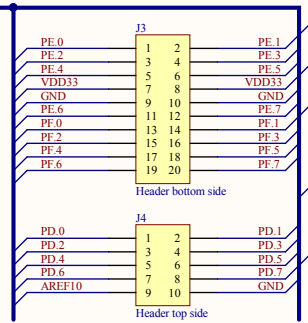 J3
PE.0 1 2 PE.1
PE.2 3 4 PE.3
PE.4 5 6 PE.5
VDD33 7 8 VDD33
GND 9 10 GND
PE.6 11 12 PE.7
PF.0 13 14 PF.1
PF.2 15 16 PF.3
PF.4 17 18 PF.5
PF.6 19 20 PF.7
Header bottom side
J4
PD.0 1 2 PD.1
PD.2 3 4 PD.3
PD.4 5 6 PD.5
PD.6 7 8 PD.7
AREF10 9 10 GND
Header top side